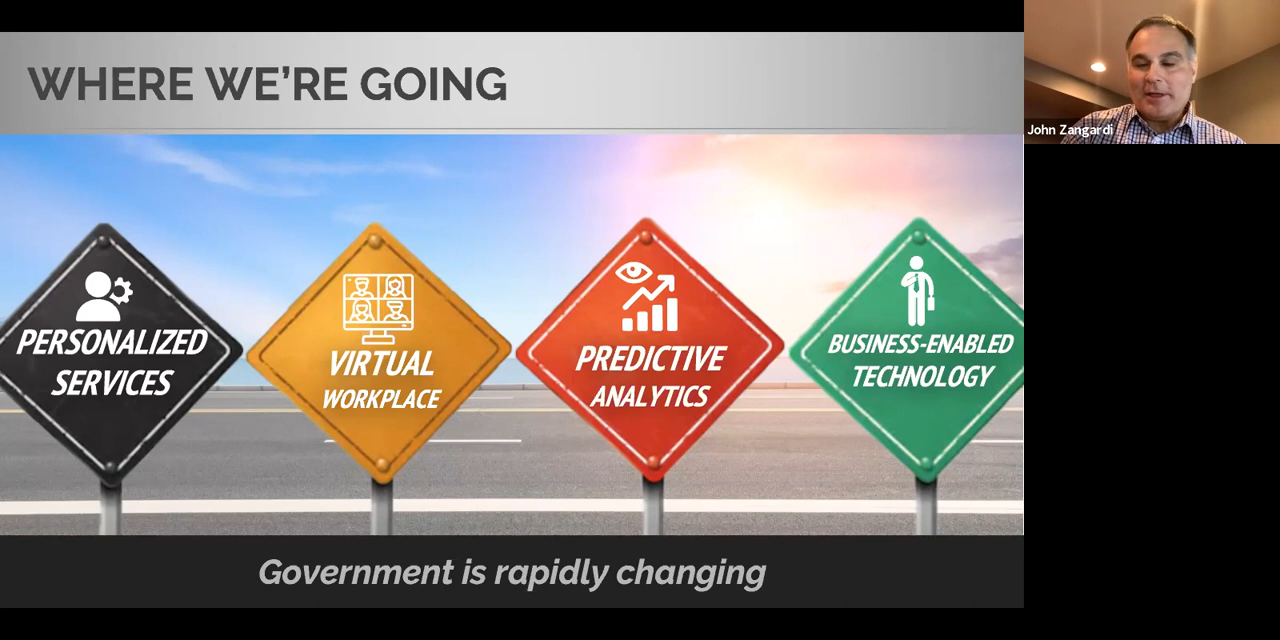 WHERE WE'RE GOING
John Zangardi
PERSONALIZED
SERVICES
VIRTUAL
WORKPLACE
PREDICTIVE
ANALYTICS
BUSINESS-ENABLED
TECHNOLOGY
Government is rapidly changing